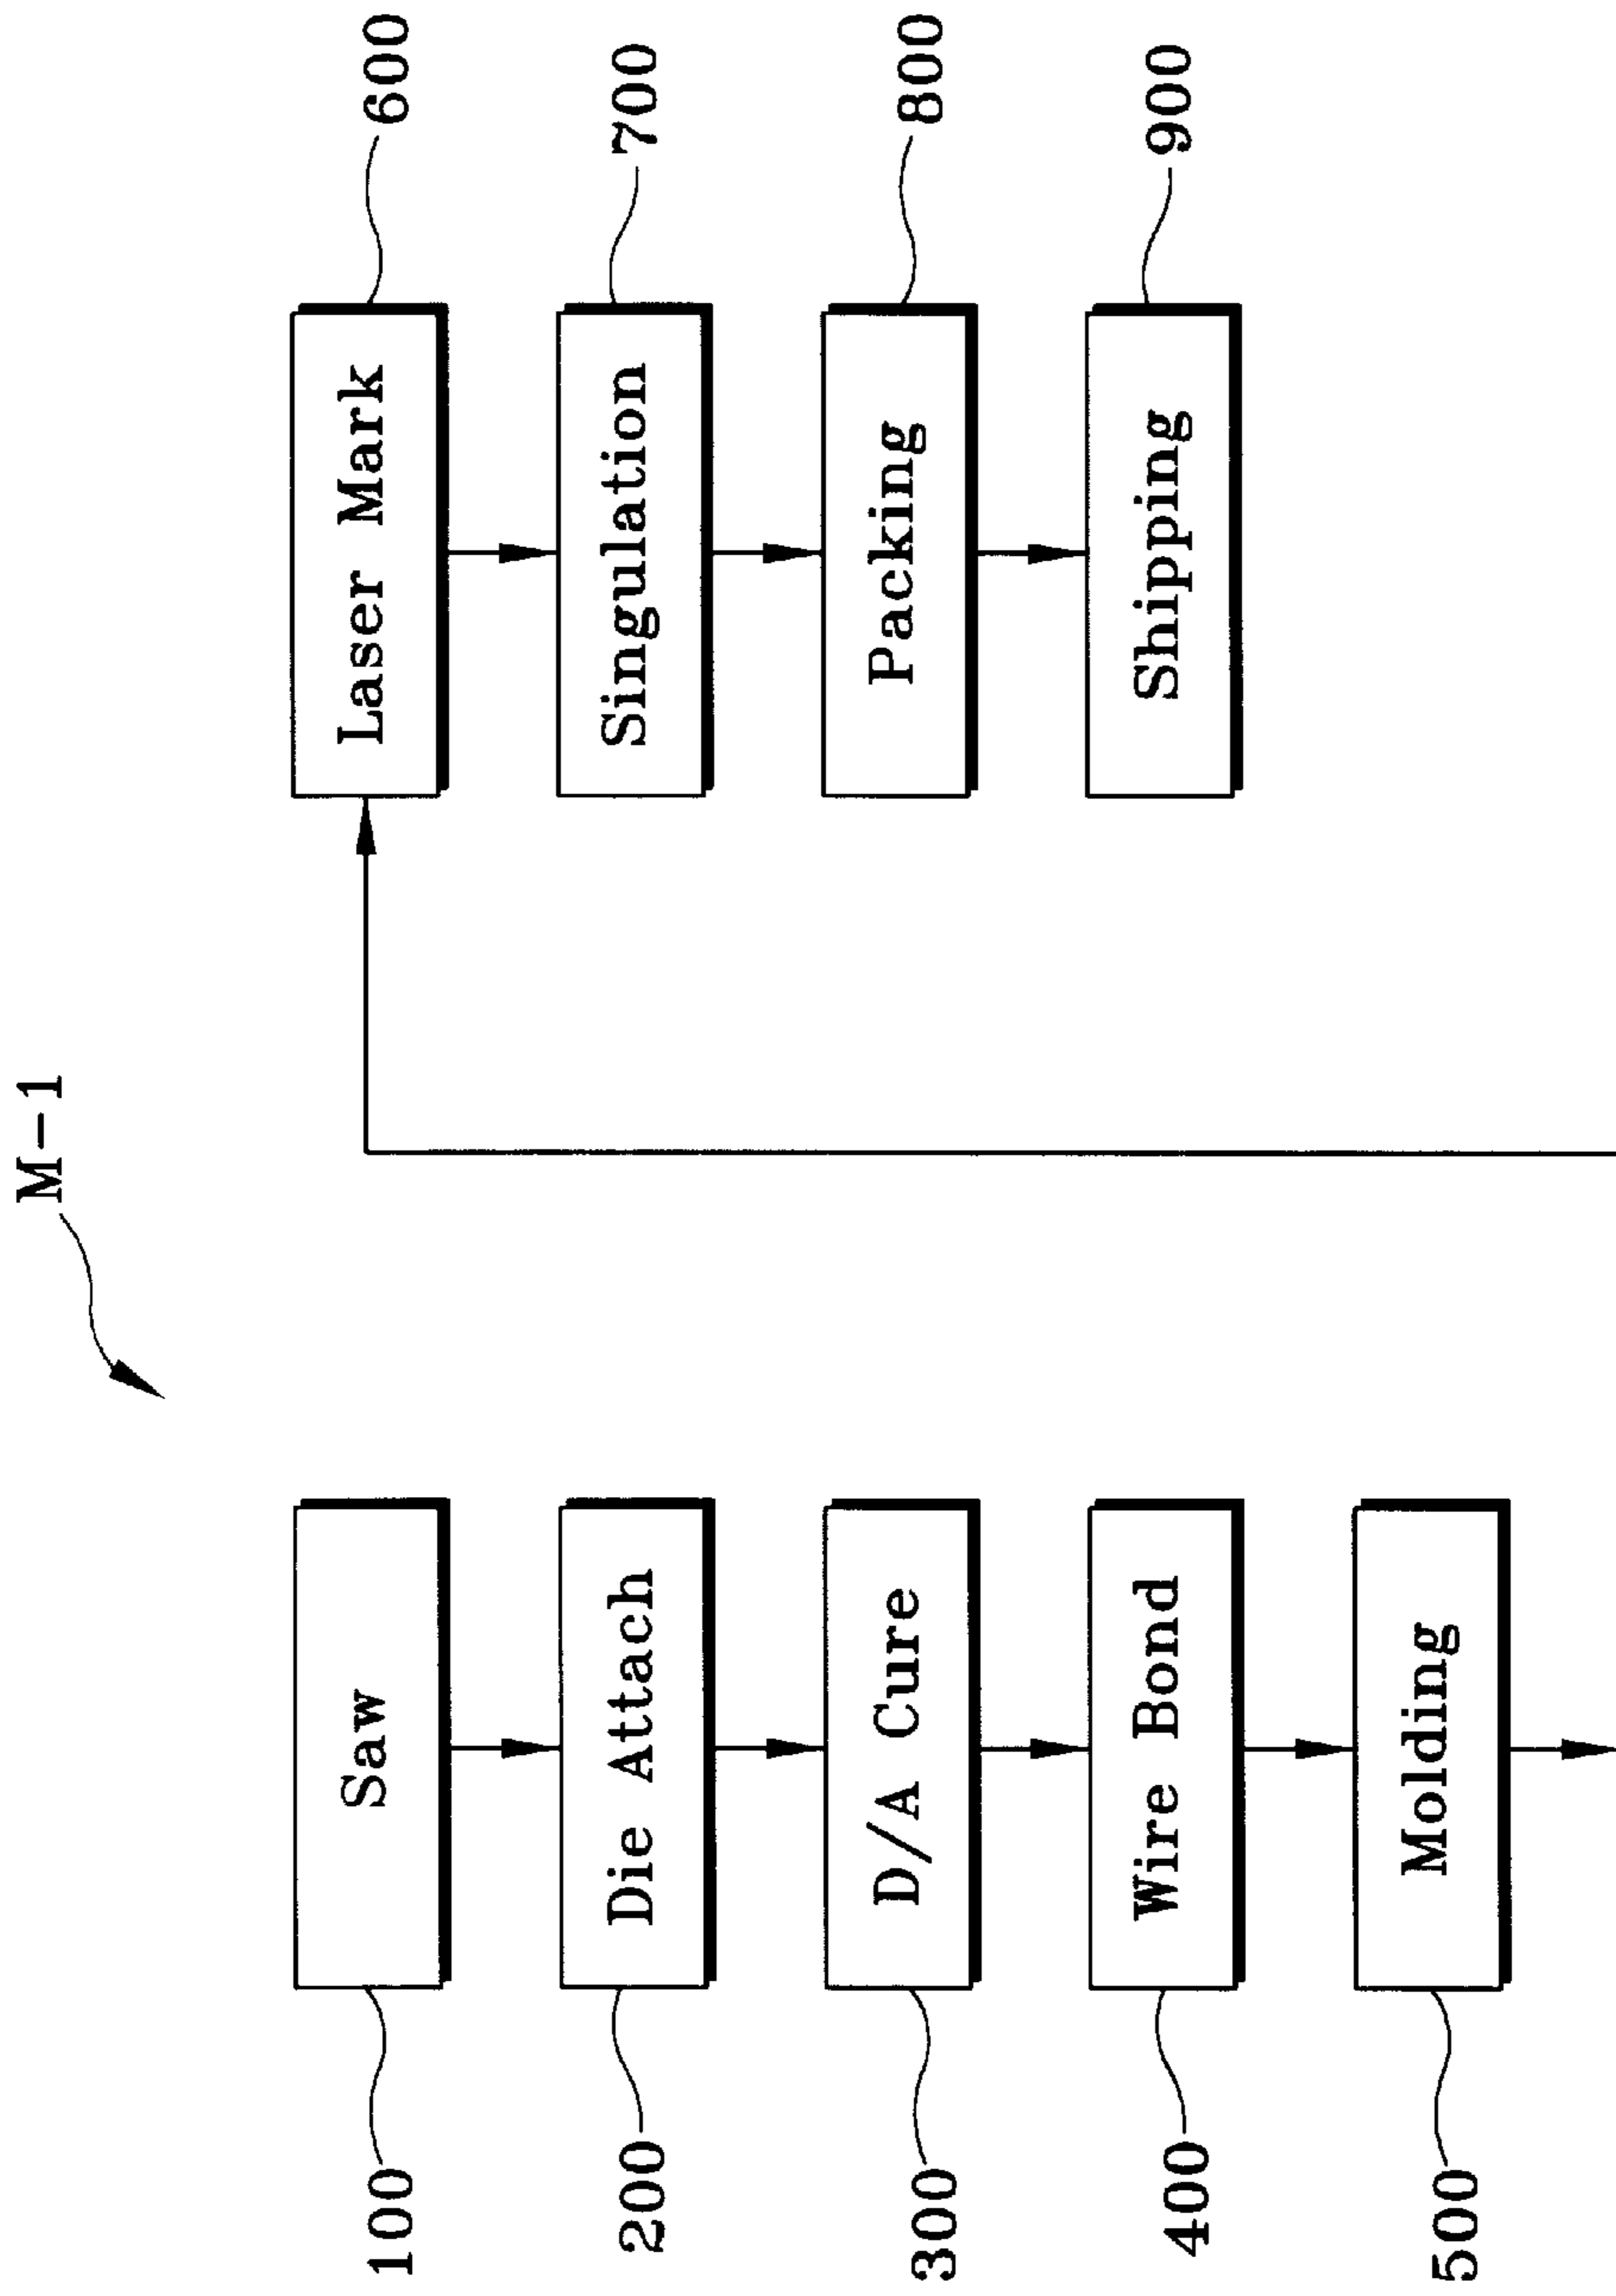 M-1
100
Saw
200
Die Attach
300
D/A Cure
400
Wire Bond
500
Molding
Laser Mark
600
Singulation
700
Packing
800
Shipping
900